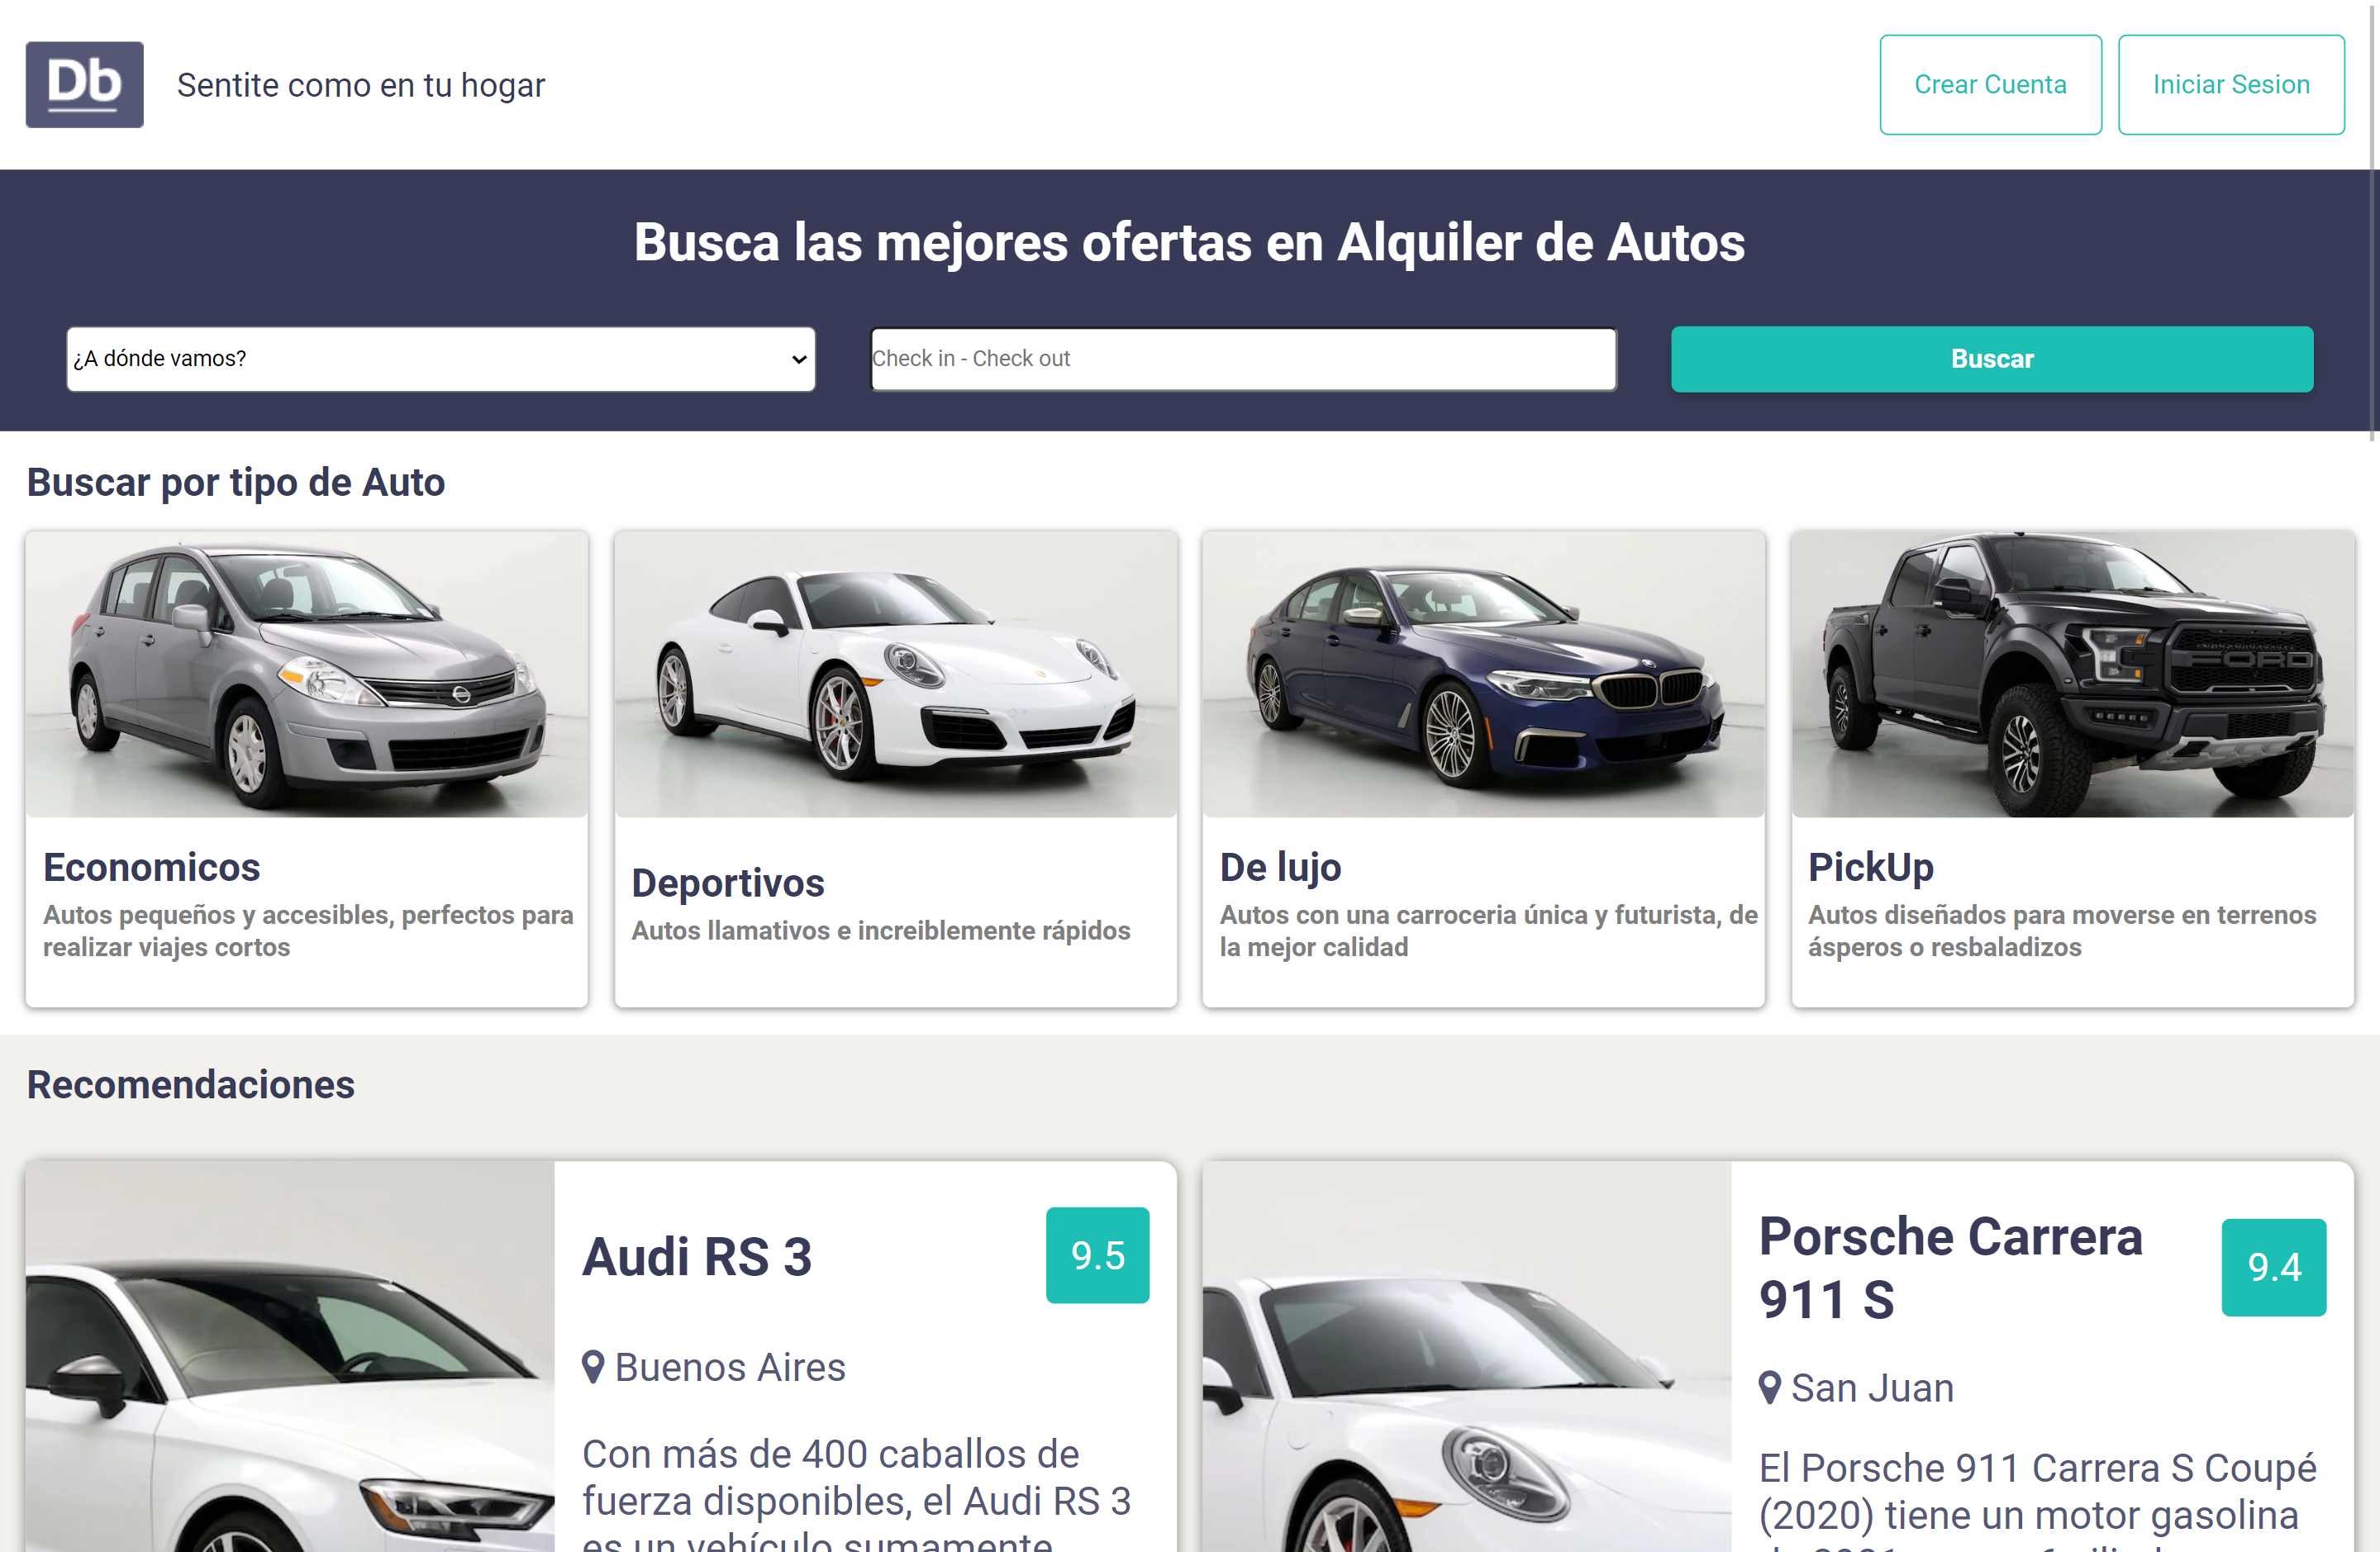 Db
Sentite como en tu hogar
Crear Cuenta
Iniciar Sesion
Busca las mejores ofertas en Alquiler de Autos
¿A dónde vamos?
Check in - Check out
Buscar
Buscar por tipo de Auto
Economicos
Autos pequeños y accesibles, perfectos para
realizar viajes cortos
Deportivos
Autos llamativos e increiblemente rápidos
De lujo
Autos con una carroceria única y futurista, de
la mejor calidad
FORD
PickUp
Autos diseñados para moverse en terrenos
ásperos o resbaladizos
Recomendaciones
Audi RS 3
9.5
Buenos Aires
Con más de 400 caballos de
fuerza disponibles, el Audi RS 3
es un vehículo sumamente
Porsche Carrera
911 S
9.4
San Juan
El Porsche 911 Carrera S Coupé
(2020) tiene un motor gasolina